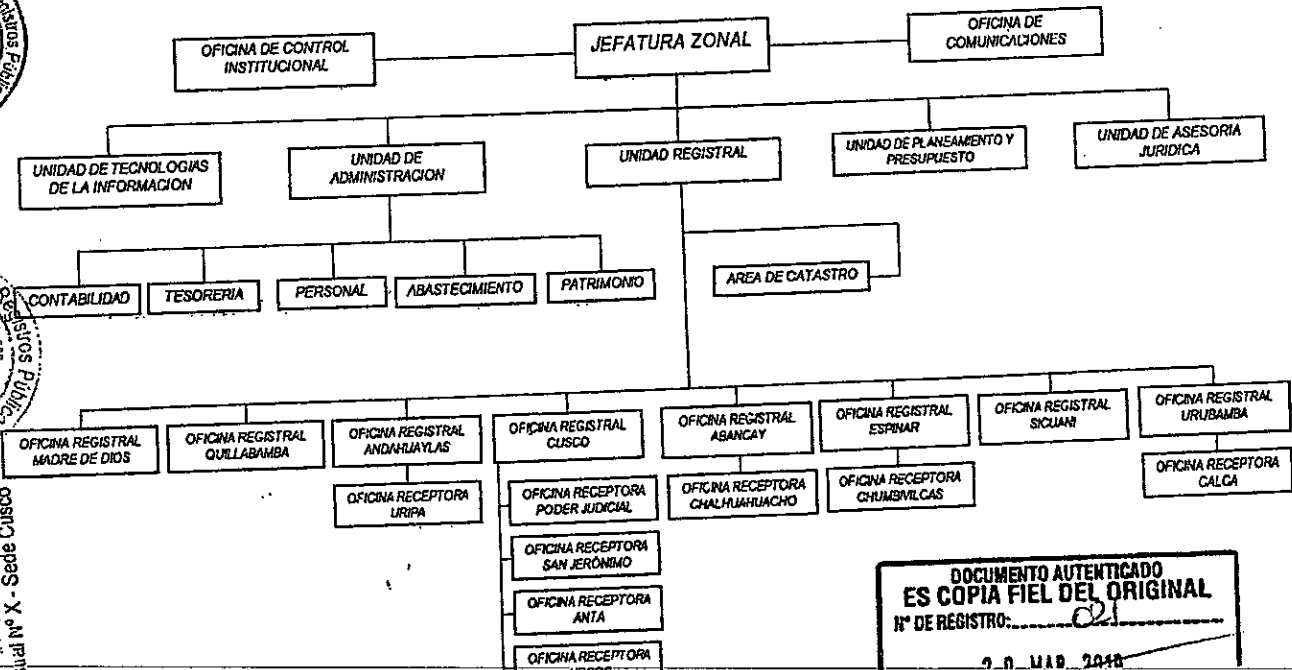 OFICINA DE CONTROL
INSTITUCIONAL
JEFATURA ZONAL
OFICINA DE
COMUNICACIONES
UNIDAD DE TECNOLOGIAS
DE LA INFORMACION
UNIDAD DE
ADMINISTRACION
UNIDAD REGISTRAL
UNIDAD DE PLANEAMIENTO Y
PRESUPUESTO
UNIDAD DE ASESORIA
JURIDICA
CONTABILIDAD
TESORERIA
PERSONAL
ABASTECIMIENTO
PATRIMONIO
AREA DE CATASTRO
OFICINA REGISTRAL
MADRE DE DIOS
OFICINA REGISTRAL
QUILLABAMBA
OFICINA REGISTRAL
ANDAHUAYLAS
OFICINA REGISTRAL
CUSCO
OFICINA REGISTRAL
ABANCAY
OFICINA REGISTRAL
ESPINAR
OFICINA REGISTRAL
SICUANI
OFICINA REGISTRAL
URUBAMBA
OFICINA RECEPTORA
URIPA
OFICINA RECEPTORA
PODER JUDICIAL
OFICINA RECEPTORA
CHALHUAHUACHO
OFICINA RECEPTORA
CHUMBIVILCAS
OFICINA RECEPTORA
CALCA
OFICINA RECEPTORA
SAN JERÓNIMO
OFICINA RECEPTORA
ANTA
OFICINA RECEPTORA
DOCUMENTO AUTENTICADO
ES COPIA FIEL DEL ORIGINAL
Nº DE REGISTRO: 021
MAR
Nº X - Sede Cusco